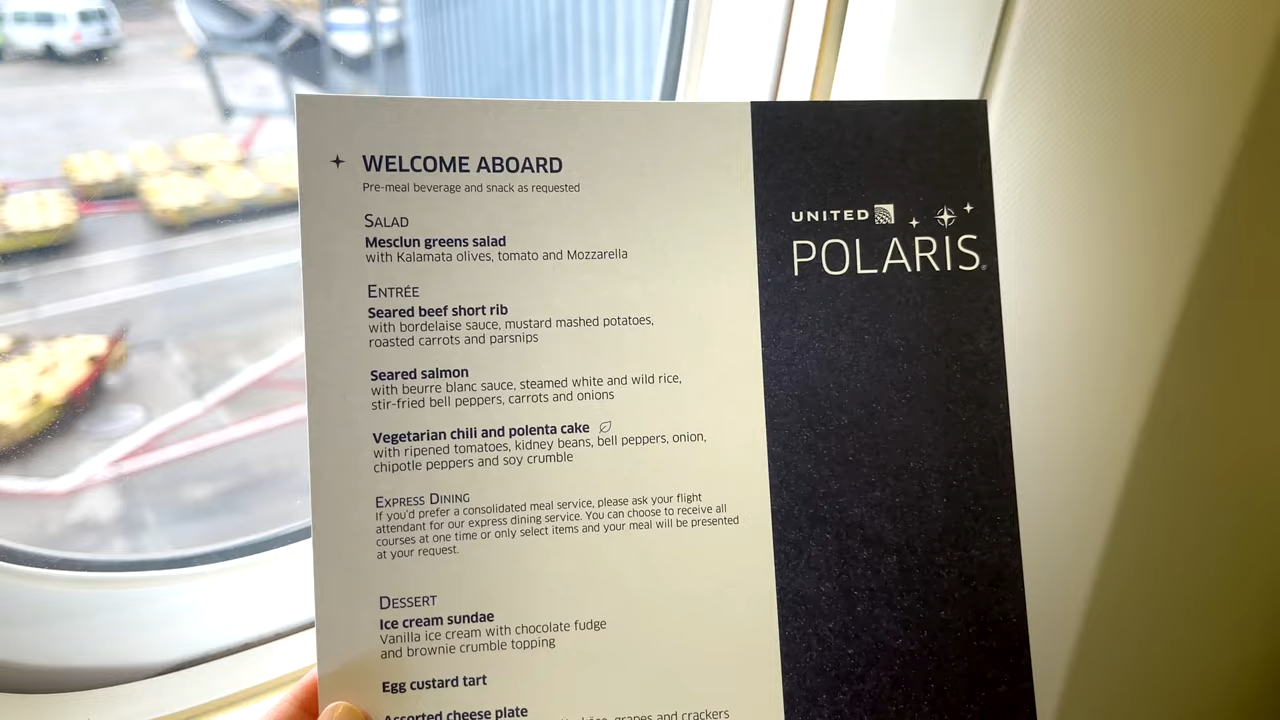 WELCOME ABOARD
Pre-meal beverage and snack as requested
SALAD
Mesclun greens salad
with Kalamata olives, tomato and Mozzarella
ENTRÉE
Seared beef short rib
with bordelaise sauce, mustard mashed potatoes,
roasted carrots and parsnips
Seared salmon
with beurre blanc sauce, steamed white and wild rice,
stir-fried bell peppers, carrots and onions
Vegetarian chili and polenta cake
with ripened tomatoes, kidney beans, bell peppers, onion,
chipotle peppers and soy crumble
EXPRESS DINING
If you'd prefer a consolidated meal service, please ask your flight
attendant for our express dining service. You can choose to receive all
courses at one time or only select items and your meal will be presented
at your request.
DESSERT
Ice cream sundae
Vanilla ice cream with chocolate fudge
and brownie crumble topping
Egg custard tart
Assorted cheese plate
grapes and crackers
UNITED
POLARIS®